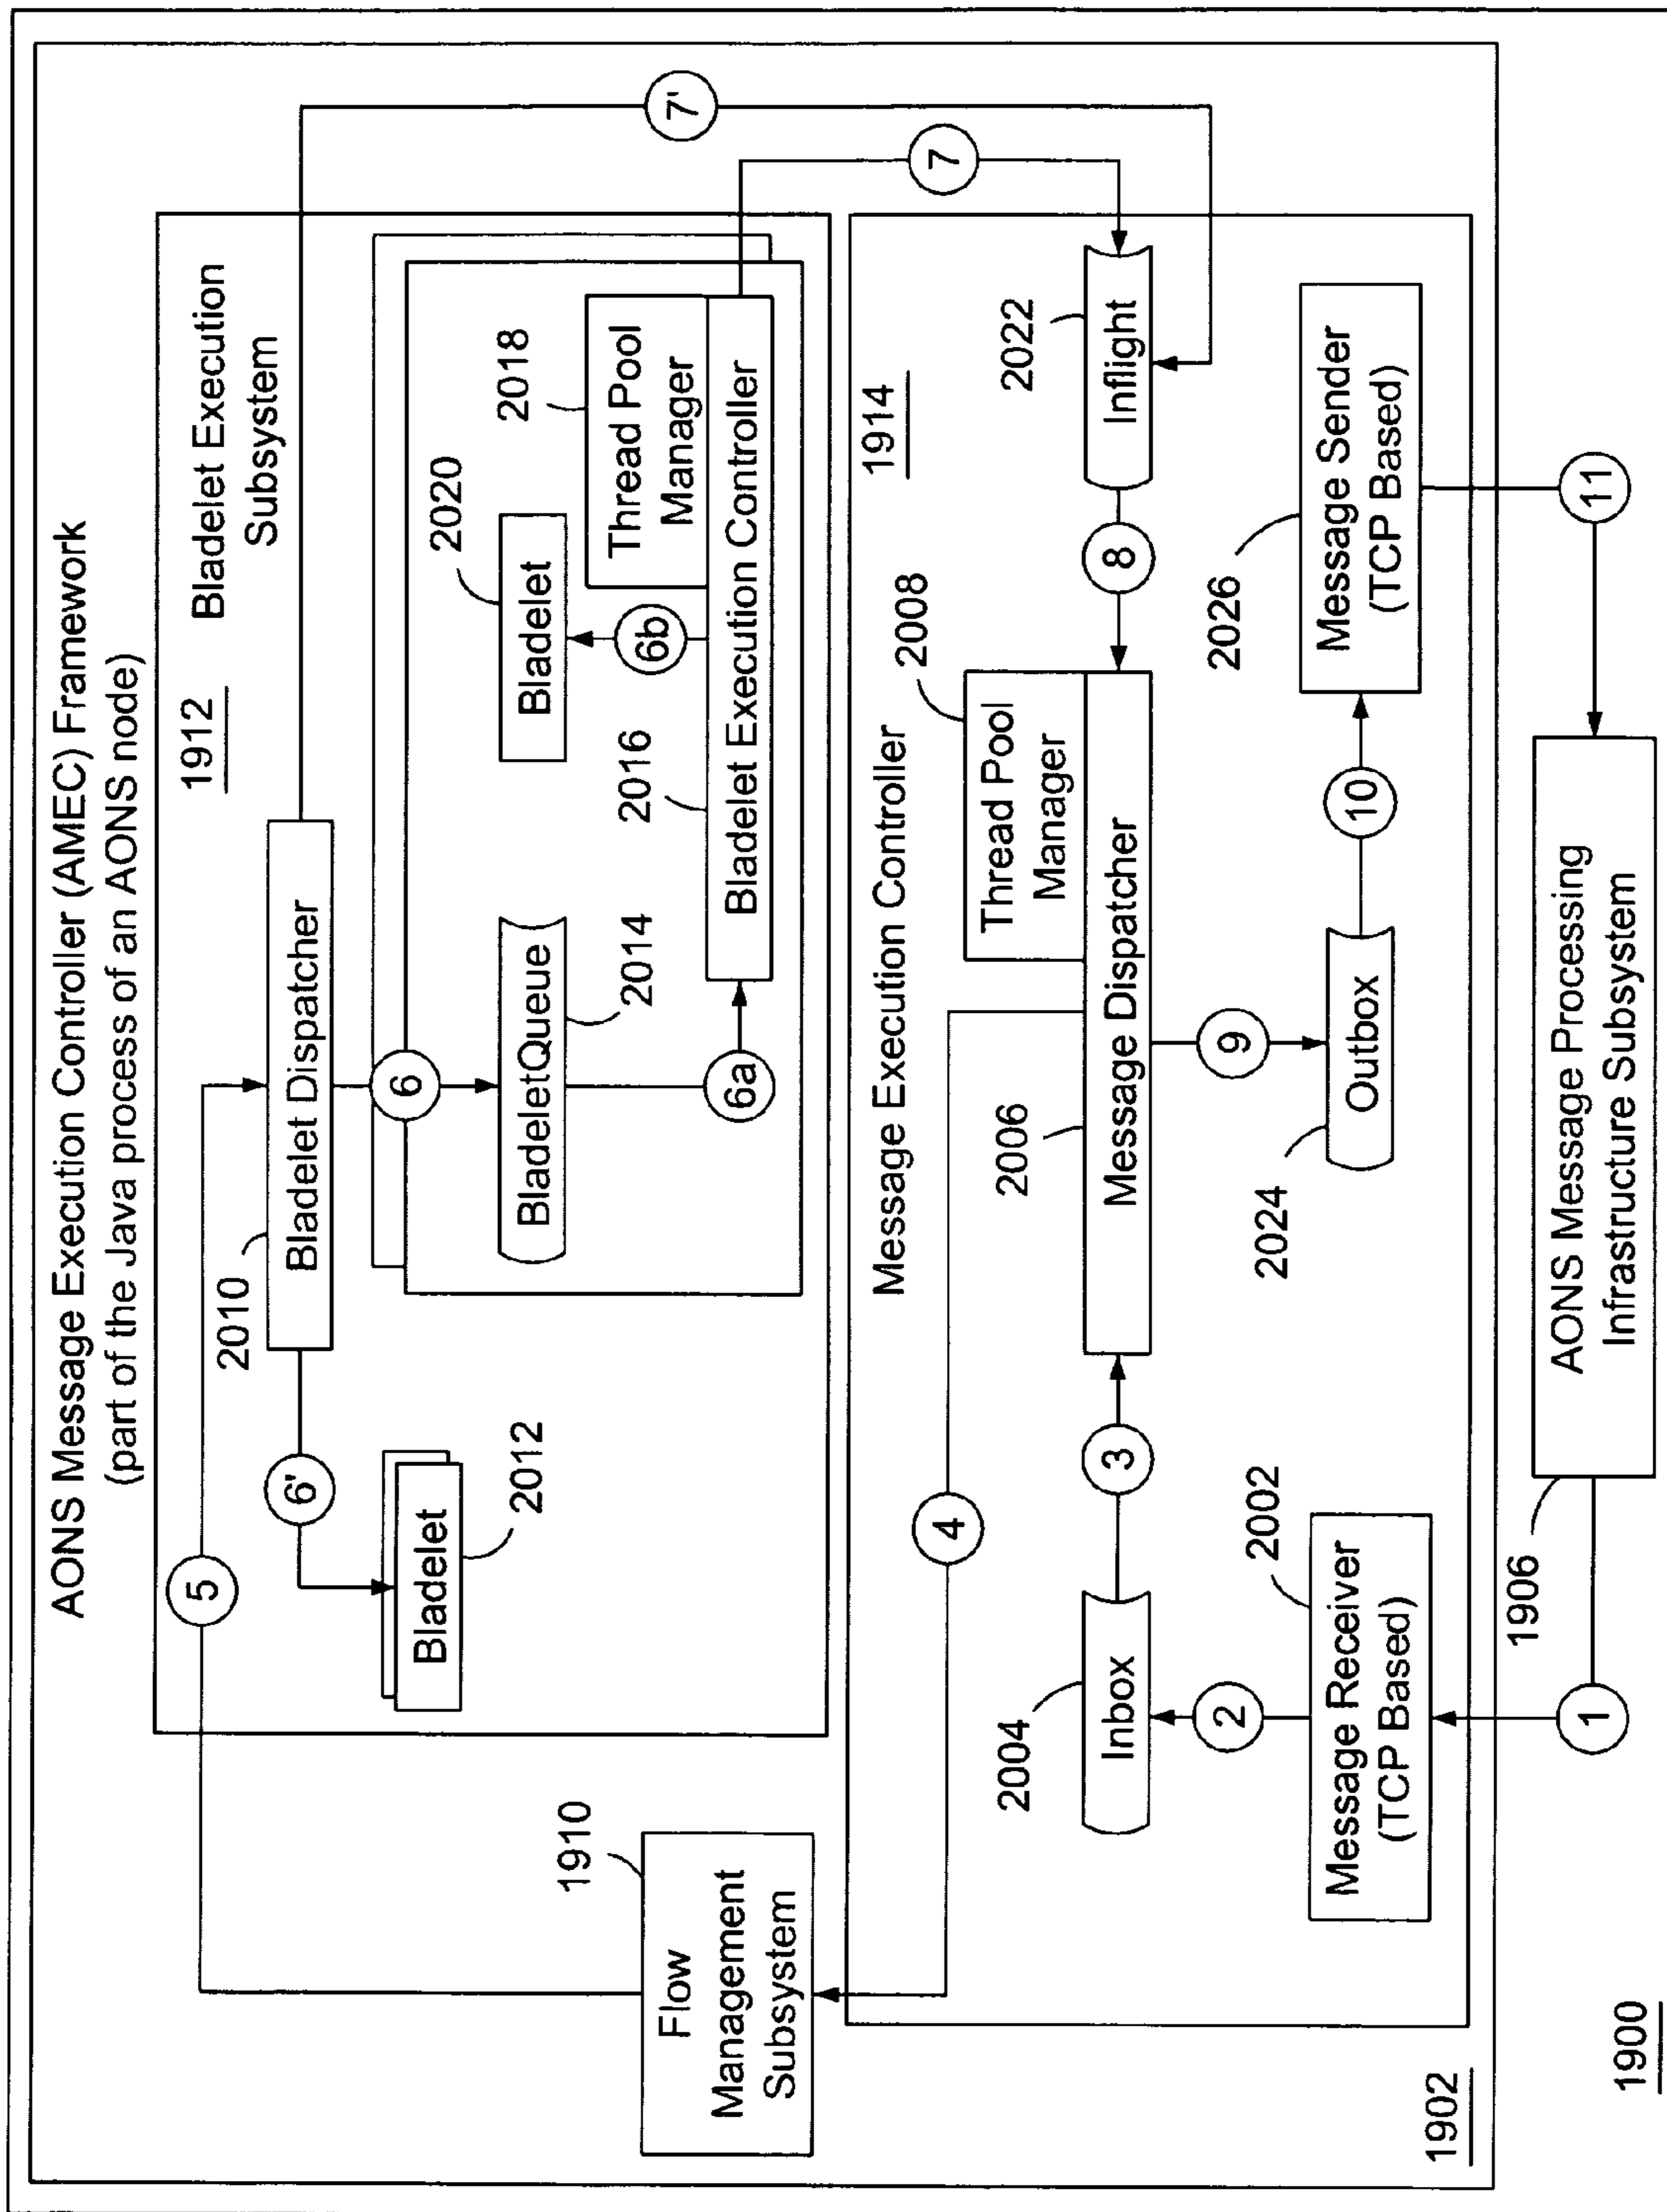 AONS Message Execution Controller (AMEC) Framework
(part of the Java process of an AONS node)
1912
Bladelet Execution
Subsystem
5
2010
Bladelet Dispatcher
6'
Bladelet
2012
6
BladeletQueue
2014
6a
2016
Bladelet Execution Controller
6b
Bladelet
2020
2018
Thread Pool
Manager
7'
7
Flow
Management
Subsystem
1910
Message Execution Controller
1914
4
2004
Inbox
2
Message Receiver
(TCP Based)
2002
3
2006
Message Dispatcher
2008
Thread Pool
Manager
8
Inflight
2022
9
Outbox
2024
10
2026
Message Sender
(TCP Based)
11
1902
1
1906
AONS Message Processing
Infrastructure Subsystem
1900